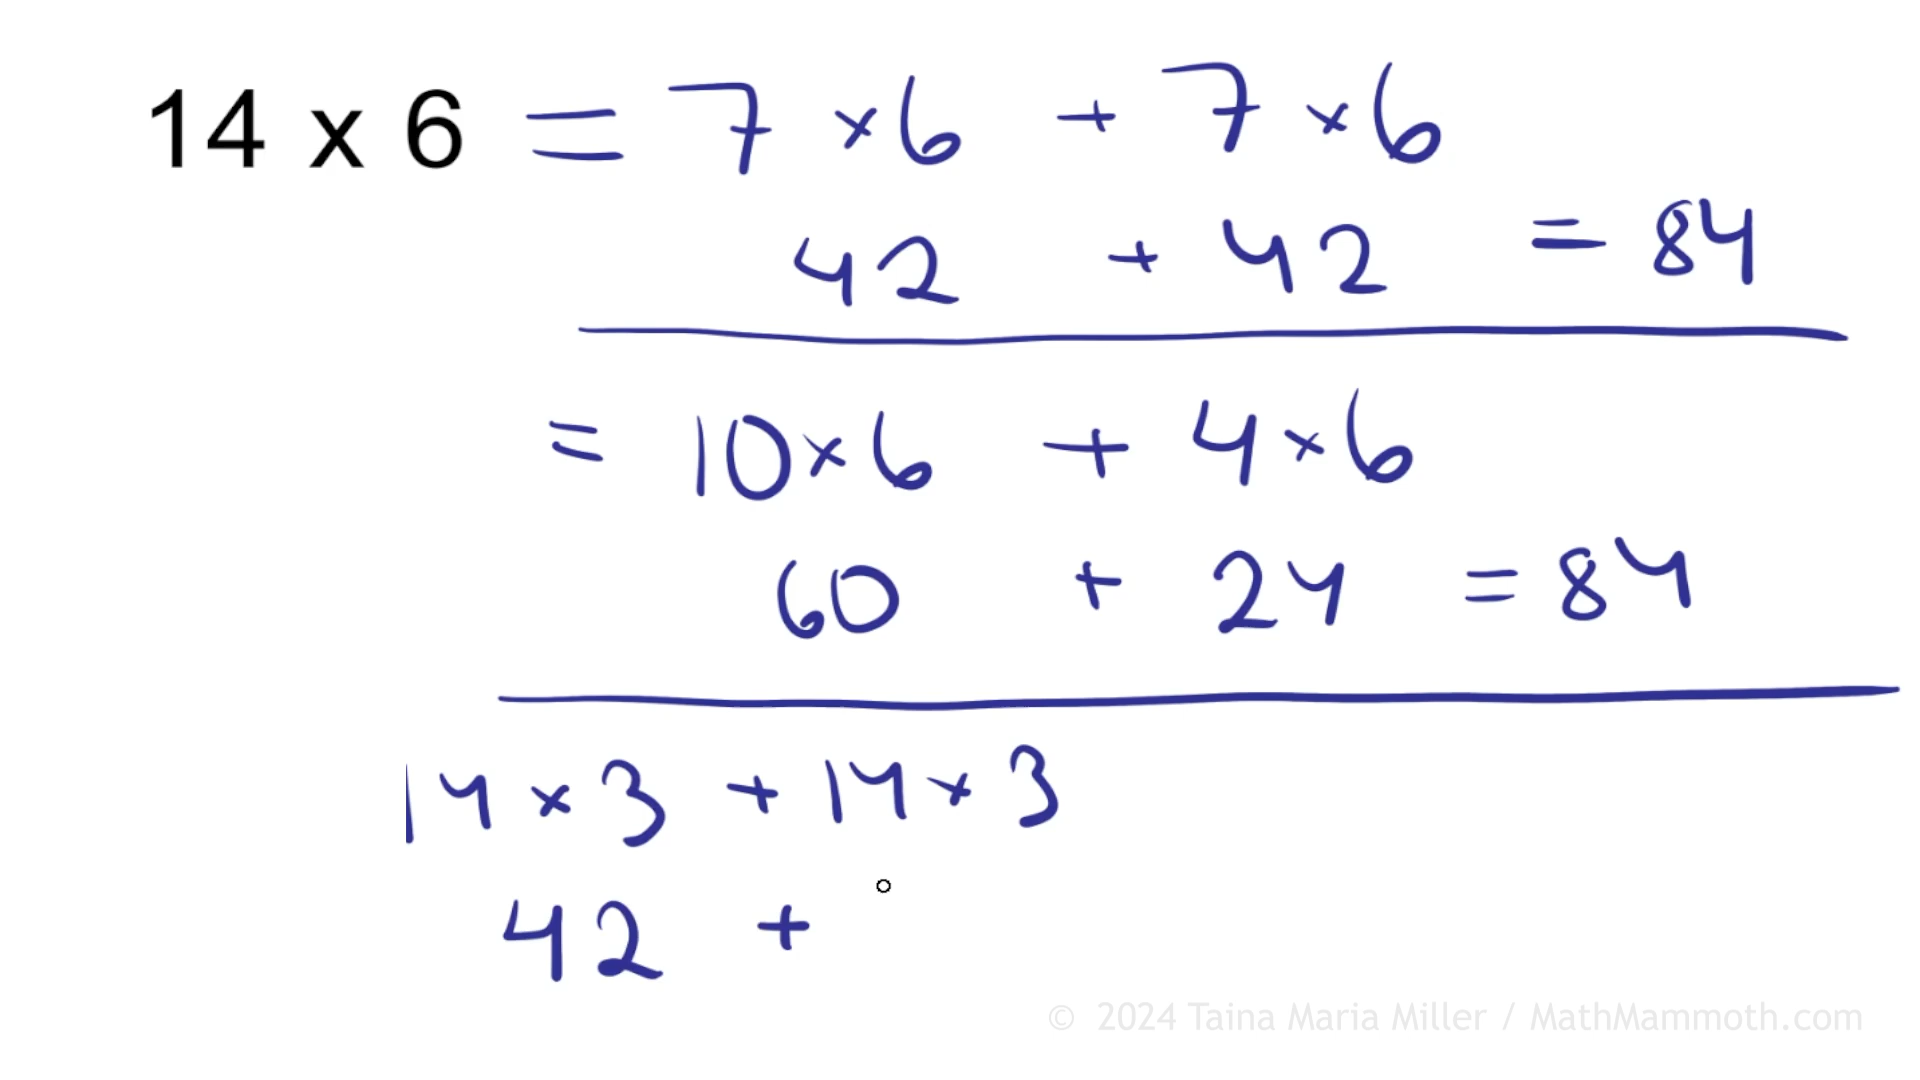 14 x 6 = 7 × 6 + 7 × 6
42 + 42 = 84
= 10 × 6 + 4 × 6
60 + 24 = 84
14 × 3 + 14 × 3
42 +
© 2024 Taina Maria Miller / MathMammoth.com